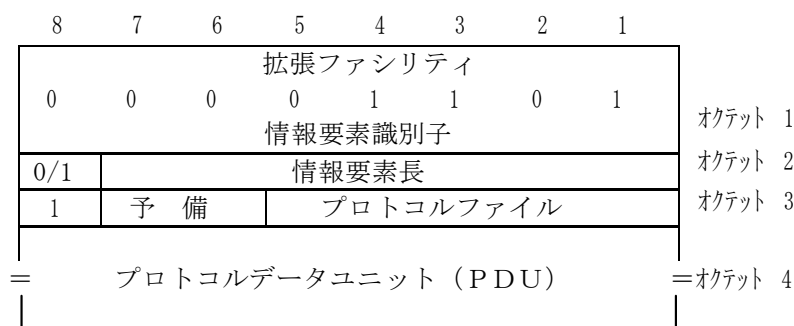 8 7 6 5 4 3 2 1
拡張ファシリティ
0 0 0 0 1 1 0 1
情報要素識別子
オクテット 1
0/1 情報要素長 オクテット 2
1 予 備 プロトコルファイル オクテット 3
= プロトコルデータユニット（PDU） =オクテット 4